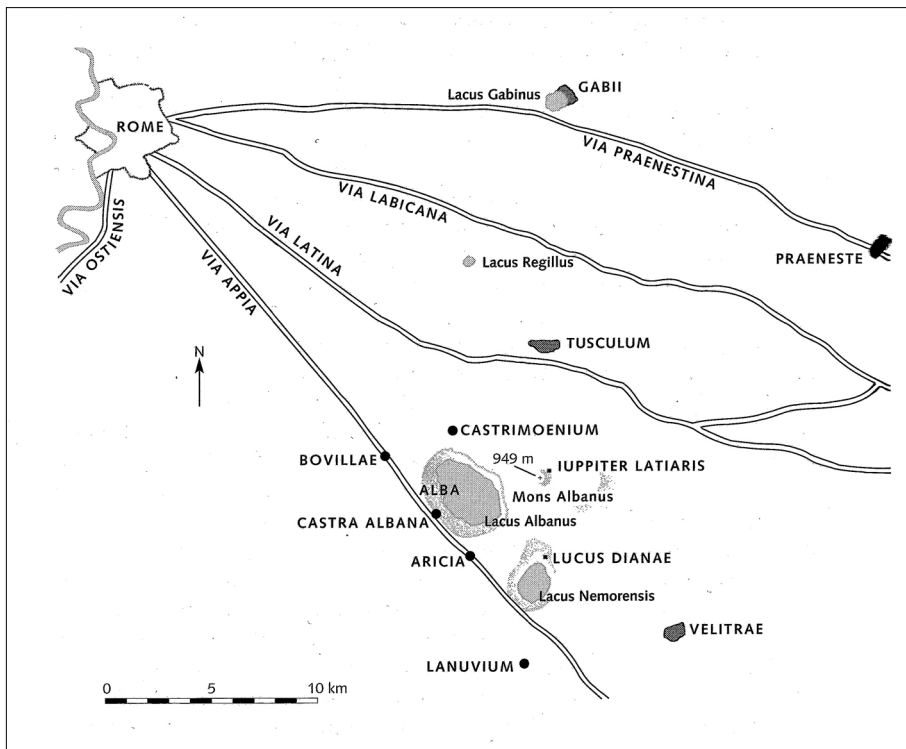 Lacus Gabinus
GABII
ROME
VIA PRAENESTINA
VIA LABICANA
VIA LATINA
VIA OSTIENSIS
VIA APPIA
Lacus Regillus
PRAENESTE
TUSCULUM
N
CASTRIMOENIUM
BOVILLAE
949 m
IUPPITER LATIARIS
ALBA
Mons Albanus
CASTRA ALBANA
Lacus Albanus
ARICIA
LUCUS DIANAE
Lacus Nemorensis
VELITRAE
LANUVIUM
0 5 10 km